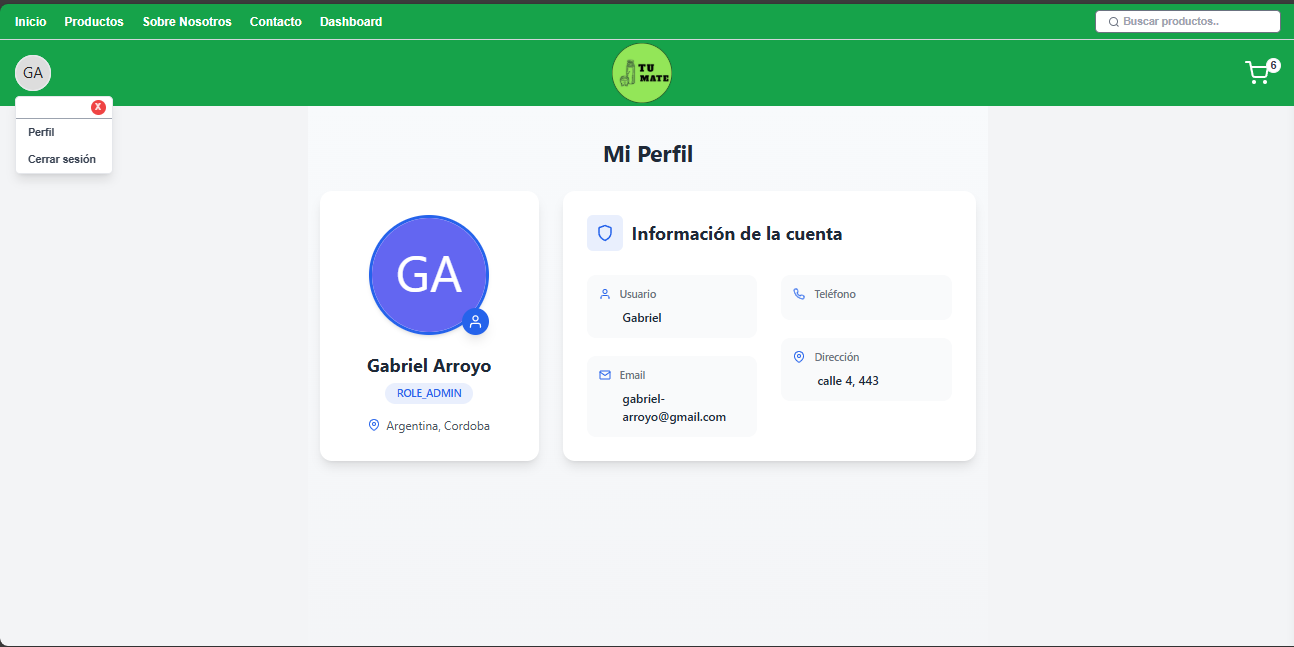 Inicio Productos Sobre Nosotros Contacto Dashboard Buscar productos..
GA
TU
MATE
6
X
Perfil
Cerrar sesión
Mi Perfil
GA
Gabriel Arroyo
ROLE_ADMIN
Argentina, Cordoba
Información de la cuenta
Usuario
Gabriel
Email
gabriel-
arroyo@gmail.com
Teléfono
Dirección
calle 4, 443